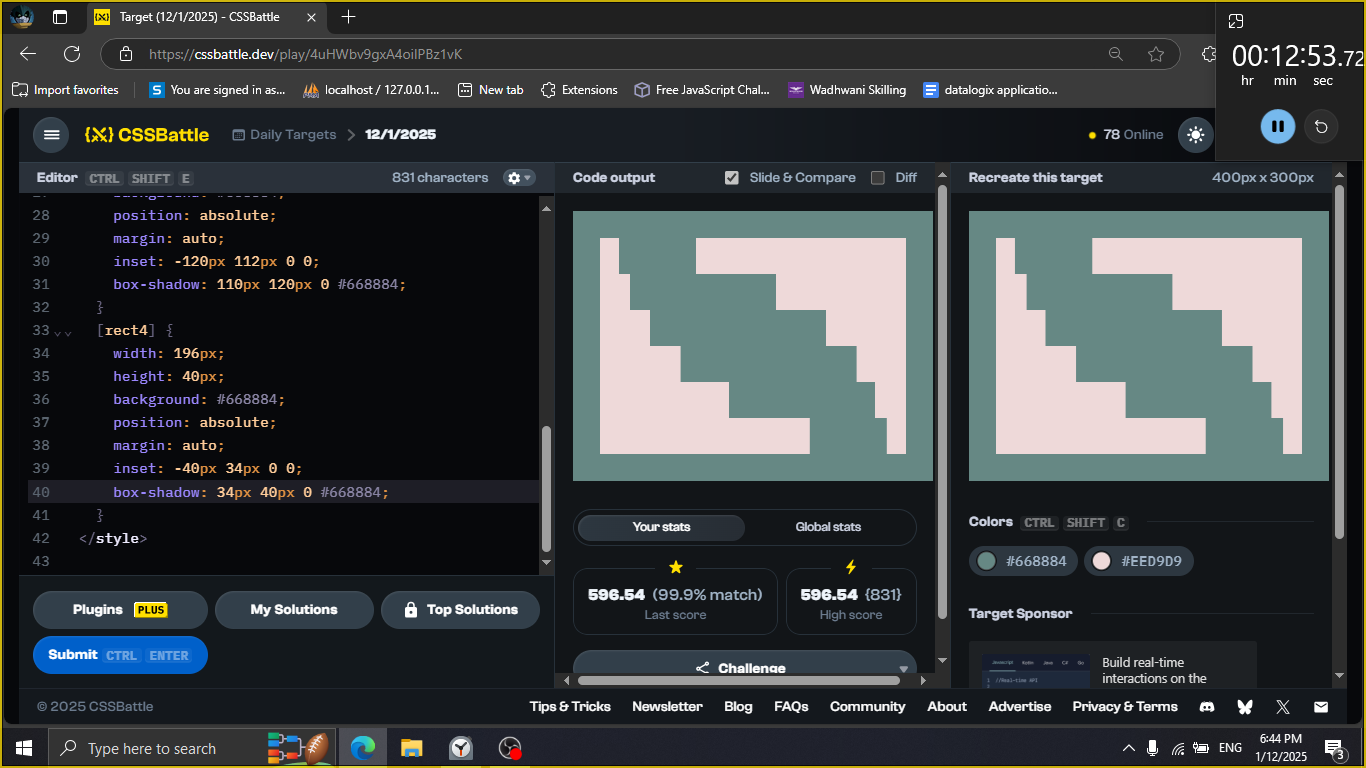 Target (12/1/2025) - CSSBattle
https://cssbattle.dev/play/4uHWbv9gxA4oiIPBz1vK
Import favorites
You are signed in as...
localhost / 127.0.0.1...
New tab
Extensions
Free JavaScript Chal...
Wadhwani Skilling
datalogix applicatio...
00:12:53.72
hr min sec
CSSBattle
Daily Targets
12/1/2025
78 Online
Editor CTRL SHIFT E
831 characters
28 position: absolute;
29 margin: auto;
30 inset: -120px 112px 0 0;
31 box-shadow: 110px 120px 0 #668884;
32 }
33 [rect4] {
34 width: 196px;
35 height: 40px;
36 background: #668884;
37 position: absolute;
38 margin: auto;
39 inset: -40px 34px 0 0;
40 box-shadow: 34px 40px 0 #668884;
41 }
42 </style>
43
Plugins PLUS
My Solutions
Top Solutions
Submit CTRL ENTER
Code output
Slide & Compare
Diff
Your stats
Global stats
596.54 (99.9% match)
Last score
596.54 {831}
High score
Challenge
Recreate this target
400px x 300px
Colors CTRL SHIFT C
#668884
#EED9D9
Target Sponsor
Build real-time
interactions on the
© 2025 CSSBattle
Tips & Tricks
Newsletter
Blog
FAQs
Community
About
Advertise
Privacy & Terms
Type here to search
ENG
6:44 PM
1/12/2025
3